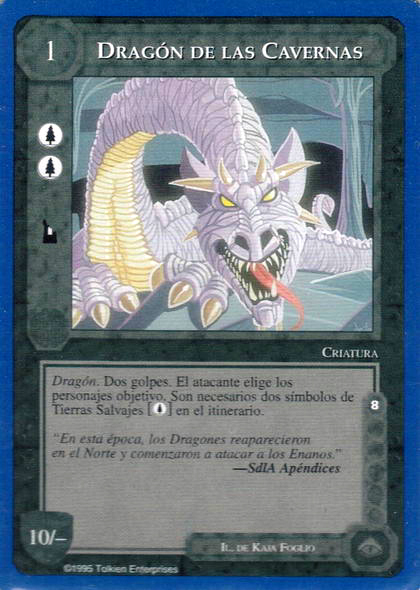 1
DRAGÓN DE LAS CAVERNAS
CRIATURA
Dragón. Dos golpes. El atacante elige los
personajes objetivo. Son necesarios dos símbolos de
Tierras Salvajes [ ] en el itinerario.
8
“En esta época, los Dragones reaparecieron
en el Norte y comenzaron a atacar a los Enanos.”
—SdlA Apéndices
10/–
IL. DE KAJA FOGLIO
©1995 Tolkien Enterprises